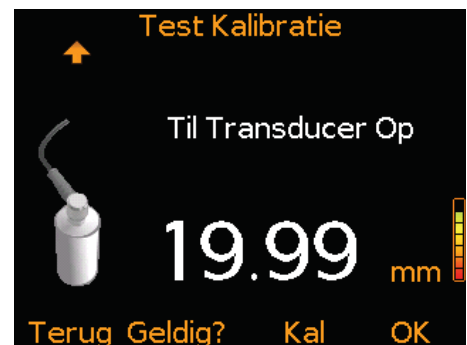 Test Kalibratie
Til Transducer Op
19.99 mm
Terug Geldig? Kal OK